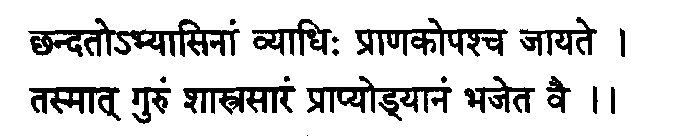 छन्दतोऽभ्यासिनां व्याधिः प्राणकोपश्च जायते ।
तस्मात् गुरुं शास्त्रसारं प्राप्योड्यानं भजेत वै ।।